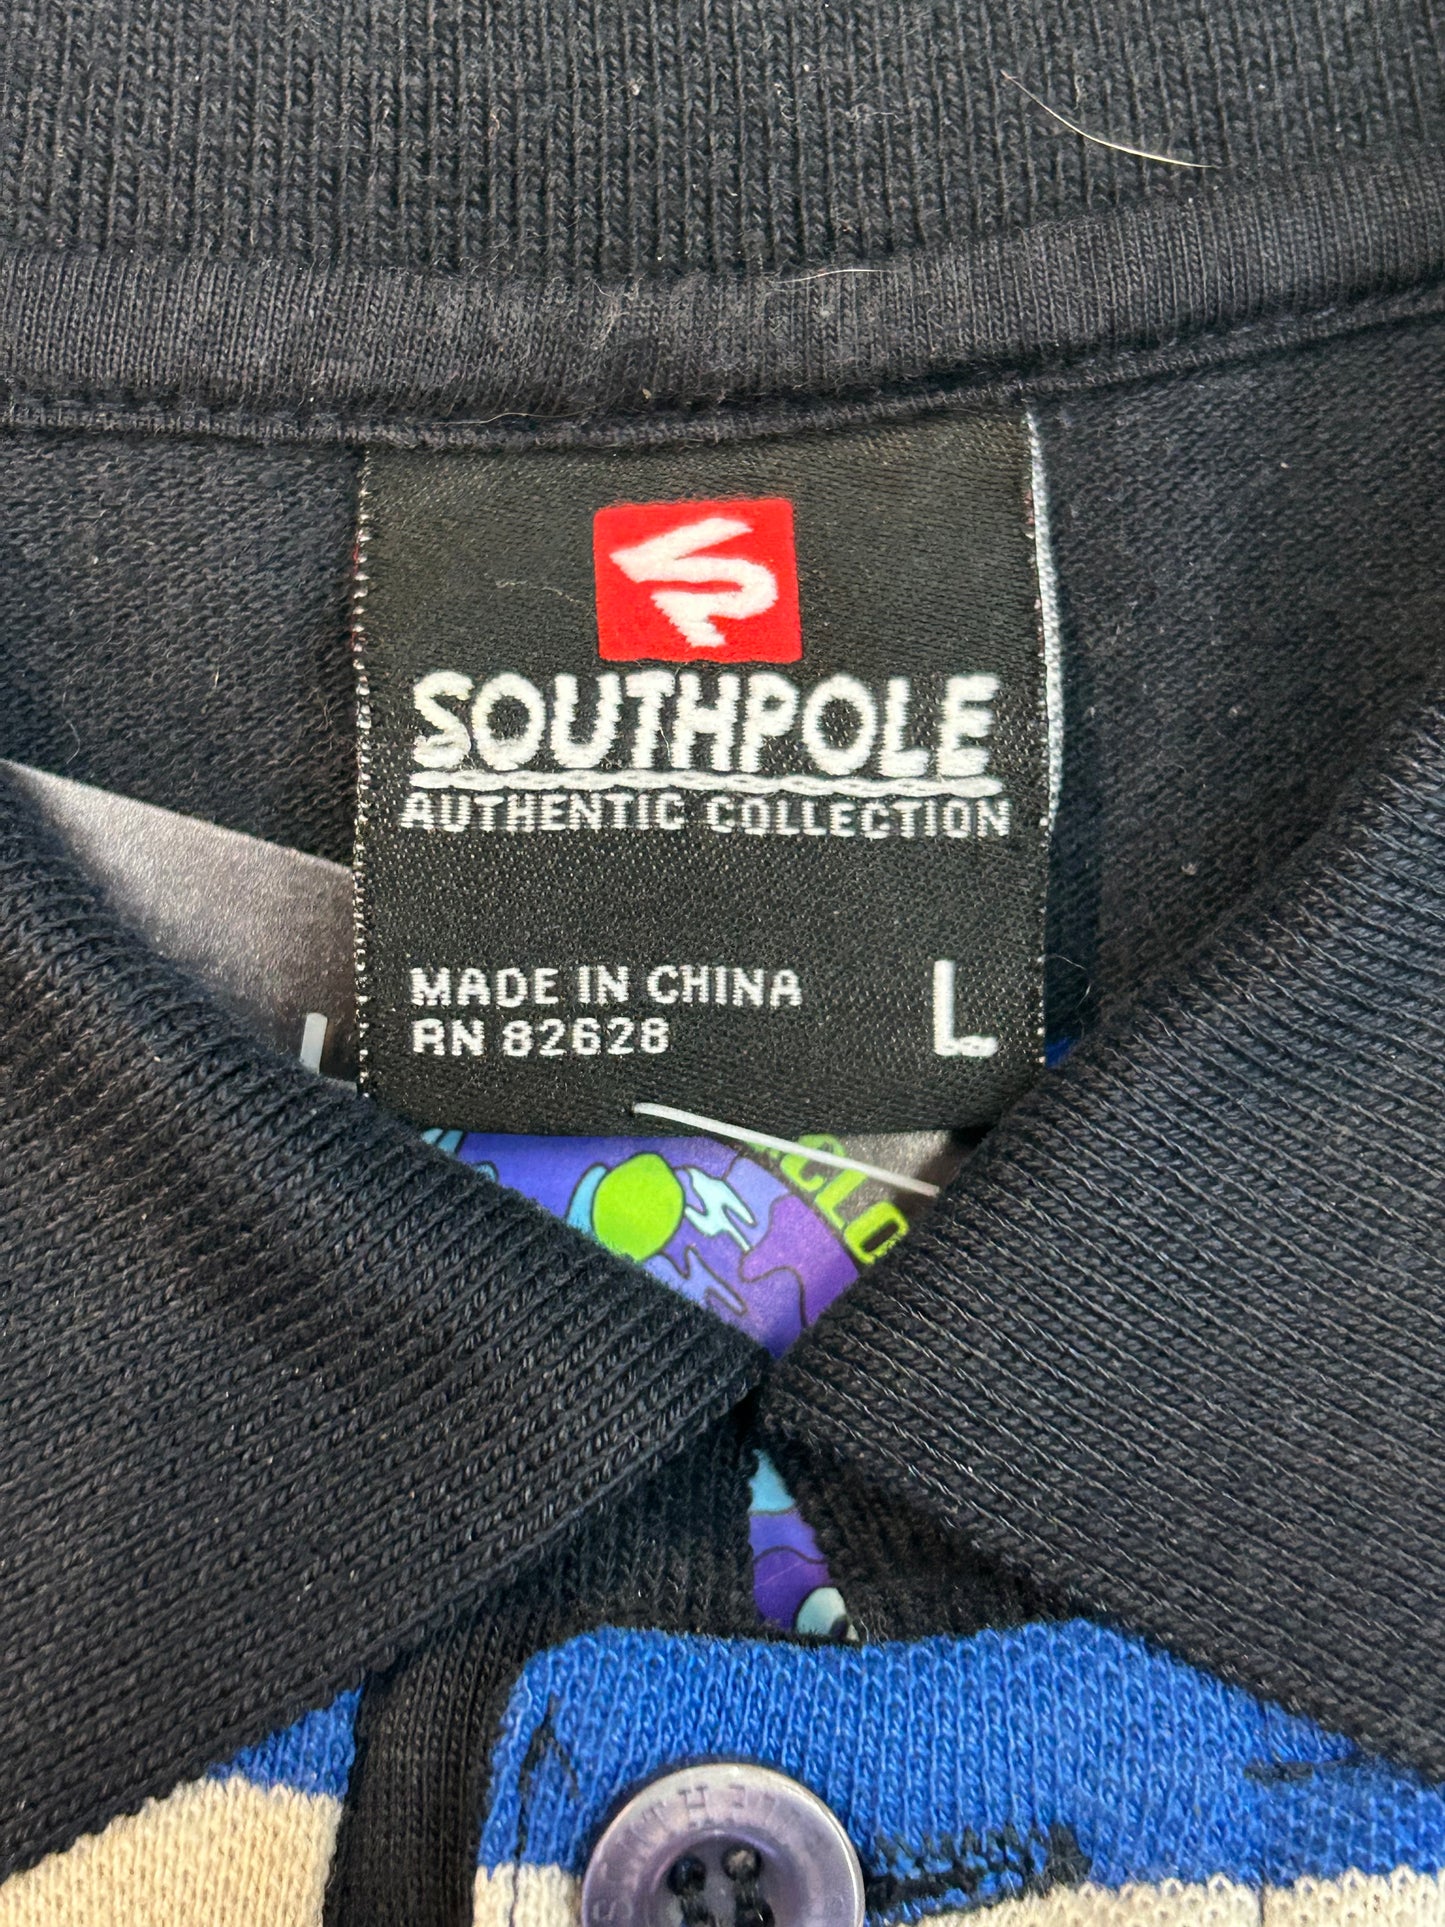 SOUTHPOLE
AUTHENTIC COLLECTION
MADE IN CHINA
RN 82628
L